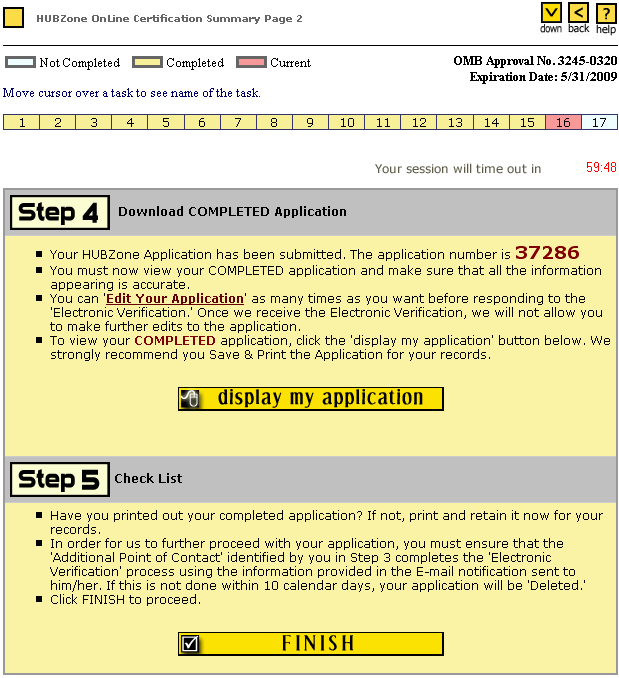 HUBZone OnLine Certification Summary Page 2
down back help
Not Completed Completed Current
OMB Approval No. 3245-0320
Expiration Date: 5/31/2009
Move cursor over a task to see name of the task.
1 2 3 4 5 6 7 8 9 10 11 12 13 14 15 16 17
Your session will time out in 59:48
Step 4 Download COMPLETED Application
Your HUBZone Application has been submitted. The application number is 37286
You must now view your COMPLETED application and make sure that all the information
appearing is accurate.
You can 'Edit Your Application' as many times as you want before responding to the
'Electronic Verification.' Once we receive the Electronic Verification, we will not allow you
to make further edits to the application.
To view your COMPLETED application, click the 'display my application' button below. We
strongly recommend you Save & Print the Application for your records.
display my application
Step 5 Check List
Have you printed out your completed application? If not, print and retain it now for your
records.
In order for us to further proceed with your application, you must ensure that the
'Additional Point of Contact' identified by you in Step 3 completes the 'Electronic
Verification' process using the information provided in the E-mail notification sent to
him/her. If this is not done within 10 calendar days, your application will be 'Deleted.'
Click FINISH to proceed.
FINISH